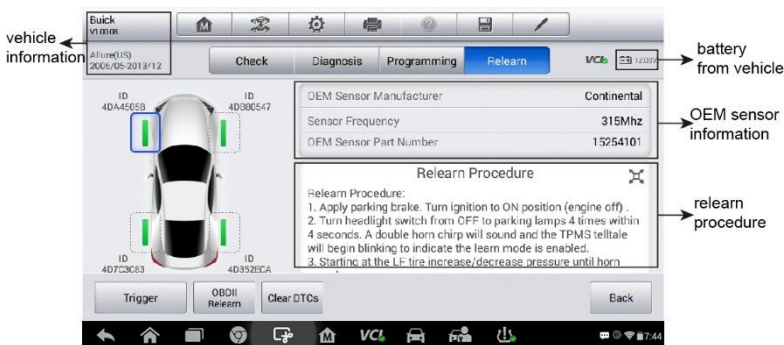 Buick
V1.00.08
vehicle
information
Allure(US)
2006/05-2013/12
Check
Diagnosis
Programming
Relearn
VCI
12.03V
battery
from vehicle
ID
4DA4505B
ID
4DB80547
OEM Sensor Manufacturer
Continental
Sensor Frequency
315Mhz
OEM Sensor Part Number
15254101
OEM sensor
information
Relearn Procedure
Relearn Procedure:
1. Apply parking brake. Turn ignition to ON position (engine off) .
2. Turn headlight switch from OFF to parking lamps 4 times within
4 seconds. A double horn chirp will sound and the TPMS telltale
will begin blinking to indicate the learn mode is enabled.
3. Starting at the LF tire increase/decrease pressure until horn
relearn
procedure
ID
4D7C3C83
ID
4D352ECA
Trigger
OBDII
Relearn
Clear DTCs
Back
M
VCI
7:44